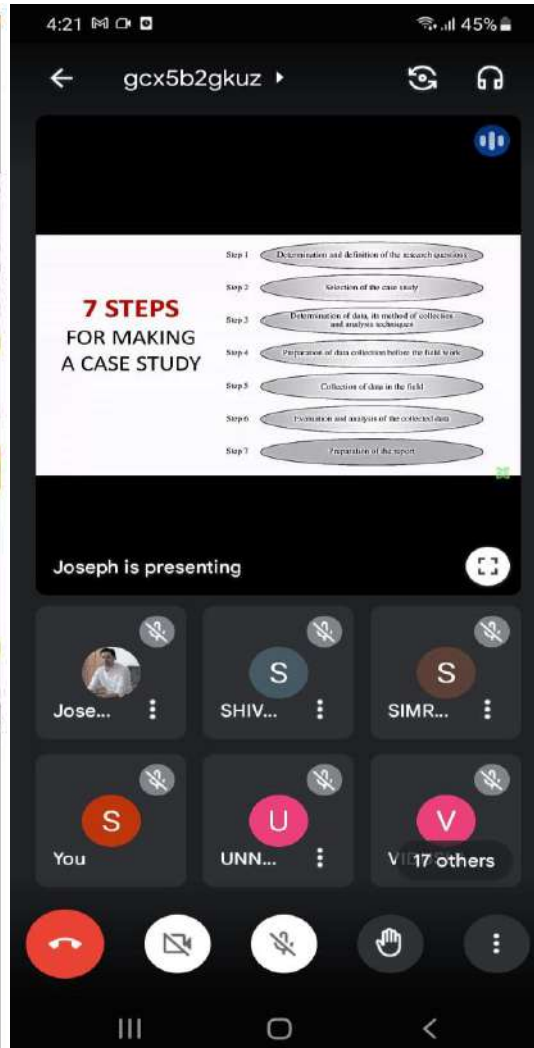 4:21
45%
gcx5b2gkuz
7 STEPS
FOR MAKING
A CASE STUDY
Step 1
Determination and definition of the research questions
Step 2
Selection of the case study
Step 3
Determination of data, its method of collection
and analysis techniques
Step 4
Preparation of data collection before the field work
Step 5
Collection of data in the field
Step 6
Evaluation and analysis of the collected data
Step 7
Preparation of the report
Joseph is presenting
Jose...
SHIV...
SIMR...
S
S
You
UNN...
S
U
V
17 others